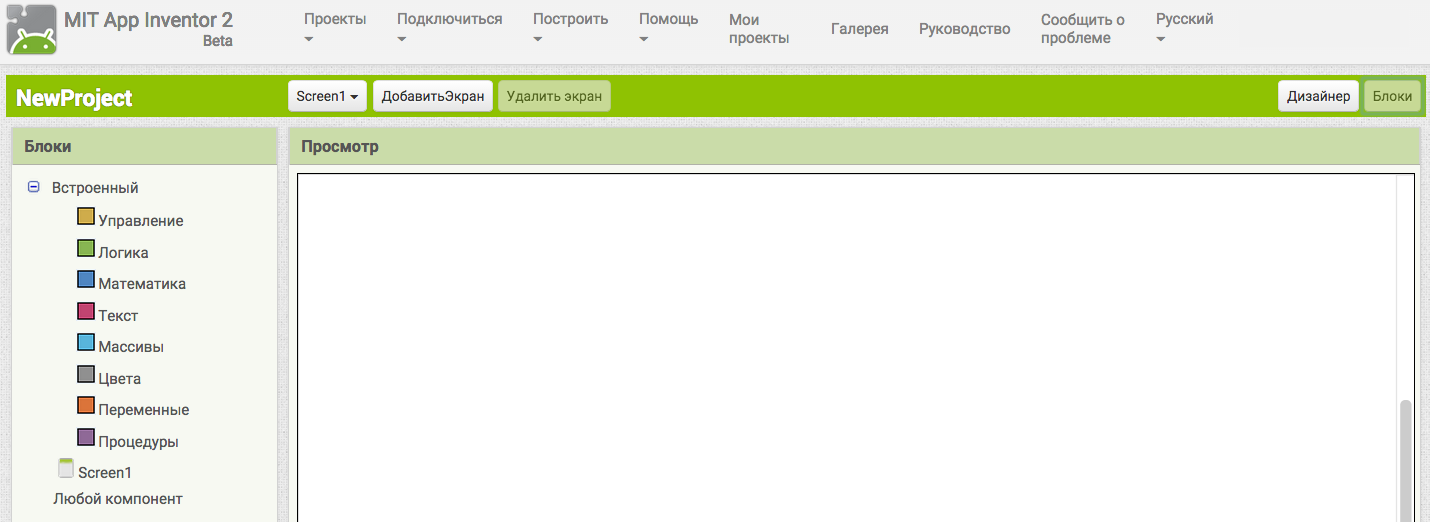 MIT App Inventor 2
Beta
Проекты
Подключиться
Построить
Помощь
Мои
проекты
Галерея
Руководство
Сообщить о
проблеме
Русский
NewProject
Screen1
ДобавитьЭкран
Удалить экран
Дизайнер
Блоки
Блоки
Просмотр
Встроенный
Управление
Логика
Математика
Текст
Массивы
Цвета
Переменные
Процедуры
Screen1
Любой компонент